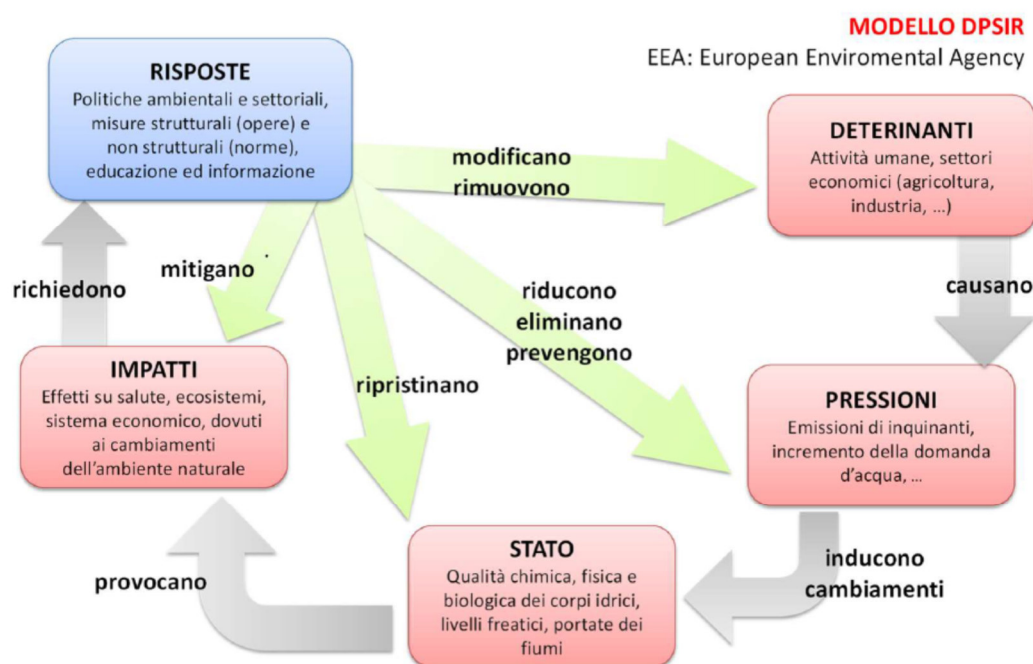 MODELLO DPSIR
EEA: European Enviromental Agency
RISPOSTE
Politiche ambientali e settoriali,
misure strutturali (opere) e
non strutturali (norme),
educazione ed informazione
modificano
rimuovono
DETERINANTI
Attività umane, settori
economici (agricoltura,
industria, ...)
mitigano
richiedono
riducono
eliminano
prevengono
causano
IMPATTI
Effetti su salute, ecosistemi,
sistema economico, dovuti
ai cambiamenti
dell'ambiente naturale
ripristinano
PRESSIONI
Emissioni di inquinanti,
incremento della domanda
d'acqua, ...
STATO
Qualità chimica, fisica e
biologica dei corpi idrici,
livelli freatici, portate dei
fiumi
provocano
inducono
cambiamenti